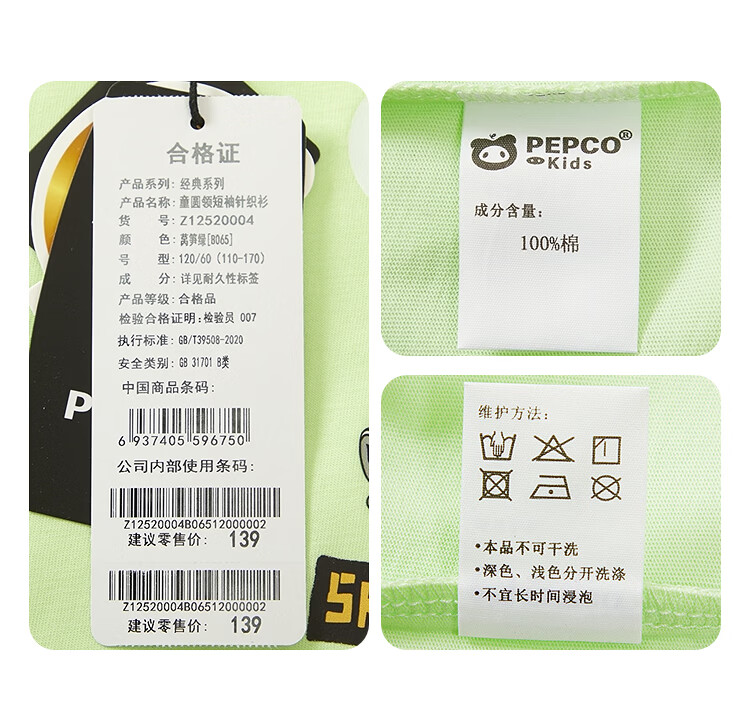 合格证
产品系列: 经典系列
产品名称: 童圆领短袖针织衫
货 号: Z12520004
颜 色: 莴笋绿[B065]
号 型: 120/60 (110-170)
成 分: 详见耐久性标签
产品等级: 合格品
检验合格证明: 检验员 007
执行标准: GB/T39508-2020
安全类别: GB 31701 B类
中国商品条码:
6 937405 596750
公司内部使用条码:
Z12520004B06512000002
建议零售价: 139
Z12520004B06512000002
建议零售价: 139
P
SP
PEPCO®
Kids
成分含量:
100%棉
维护方法:
•本品不可干洗
•深色、浅色分开洗涤
•不宜长时间浸泡